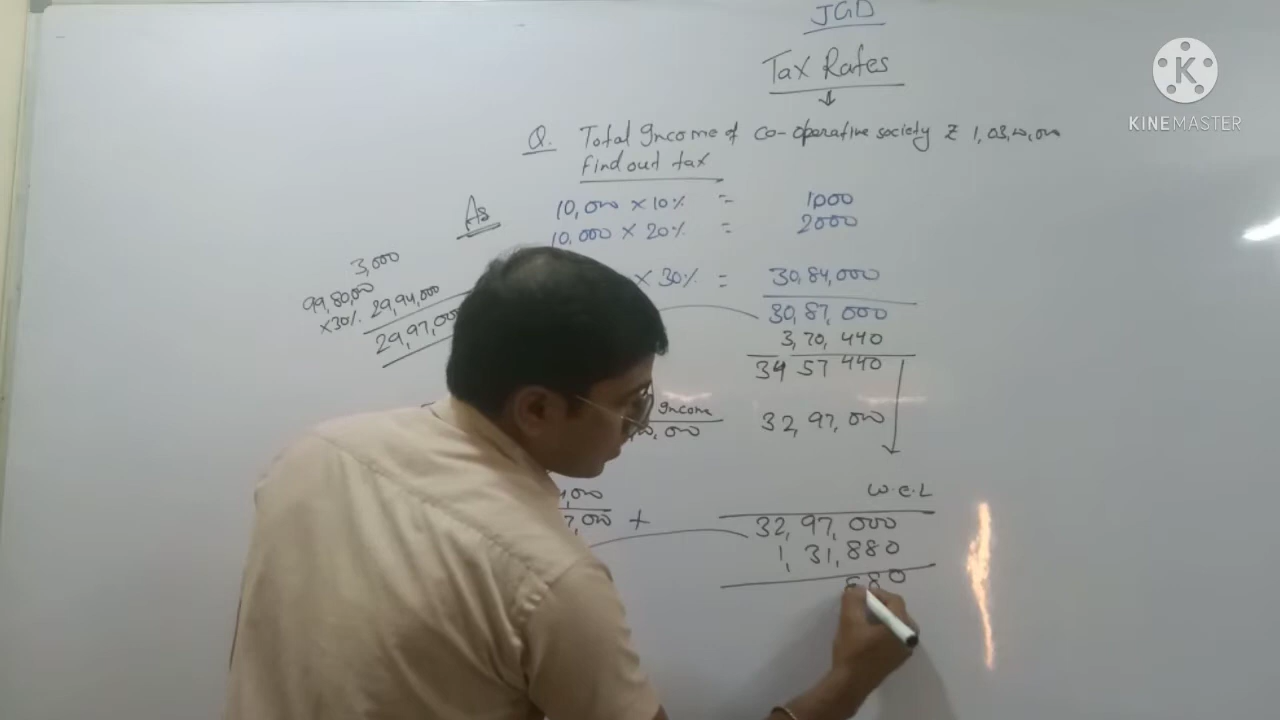 JGD
Tax Rates
KINEMASTER
Q. Total Income of co-operative society ₹ 1,03,00,000
find out tax
Ans
10,000 × 10% = 1000
10,000 × 20% = 2000
× 30% = 30,84,000
30,87,000
3,70,440
34 57 440
3,000
99,80,000
×30% 29,94,000
29,97,000
Income
32,97,000
W.E.L
+ 32,97,000
1,31,880
880